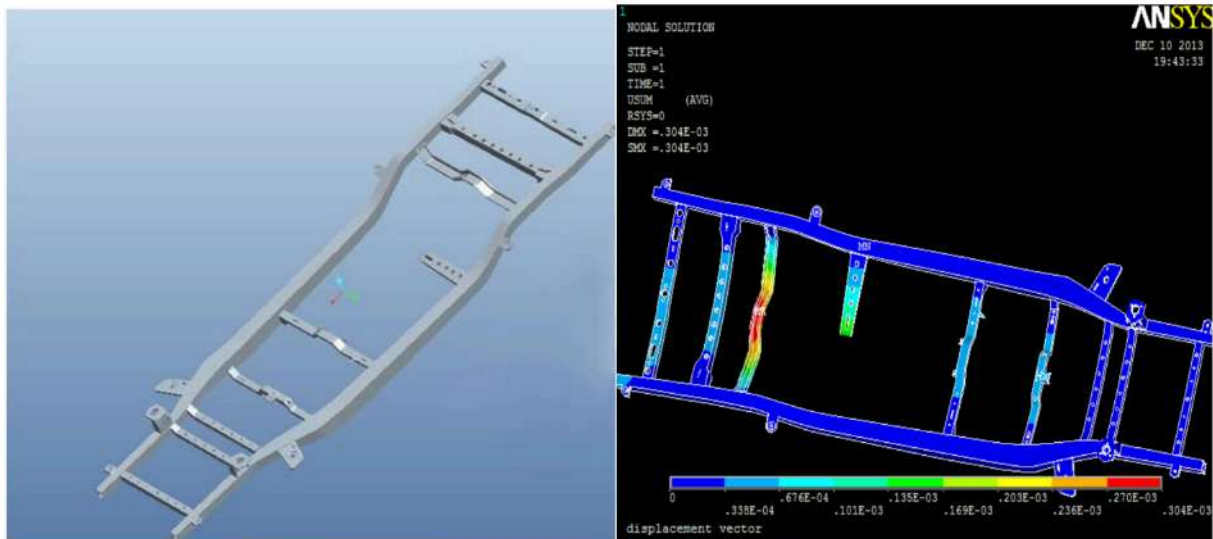 1
NODAL SOLUTION
STEP=1
SUB =1
TIME=1
USUM (AVG)
RSYS=0
DMX =.304E-03
SMX =.304E-03
ANSYS
DEC 10 2013
19:43:33
MN
0 .676E-04 .135E-03 .203E-03 .270E-03
.338E-04 .101E-03 .169E-03 .236E-03 .304E-03
displacement vector